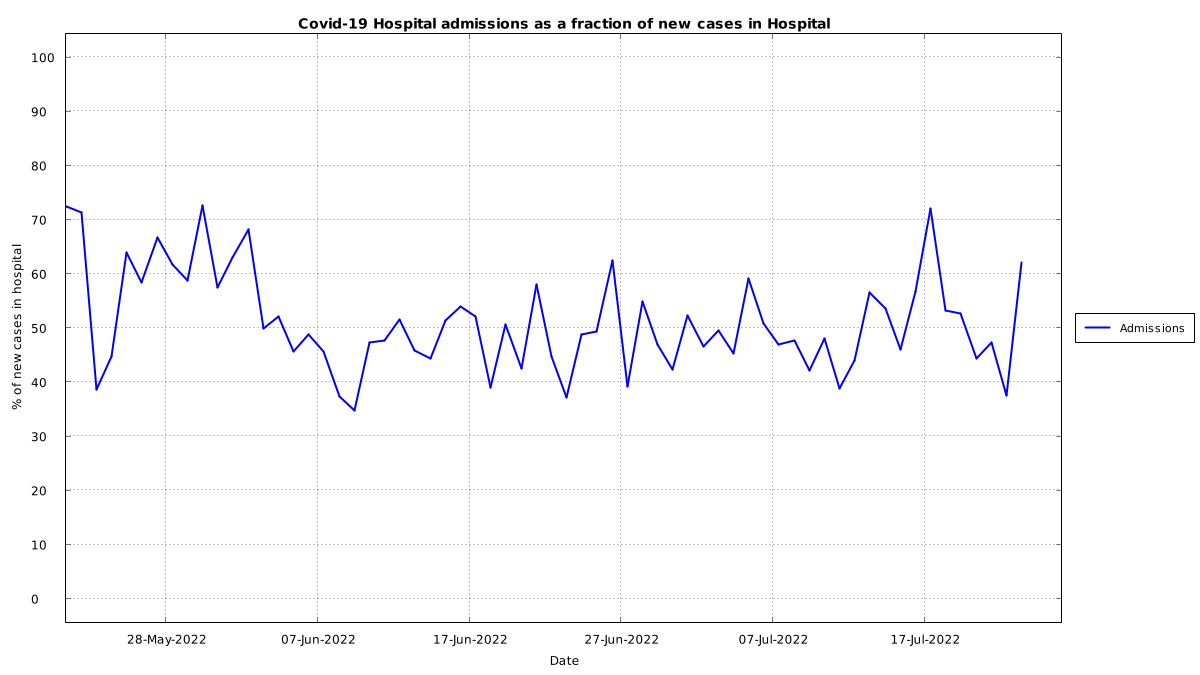 Covid-19 Hospital admissions as a fraction of new cases in Hospital
100
90
80
70
60
50
40
30
20
10
0
% of new cases in hospital
28-May-2022
07-Jun-2022
17-Jun-2022
27-Jun-2022
07-Jul-2022
17-Jul-2022
Date
Admissions